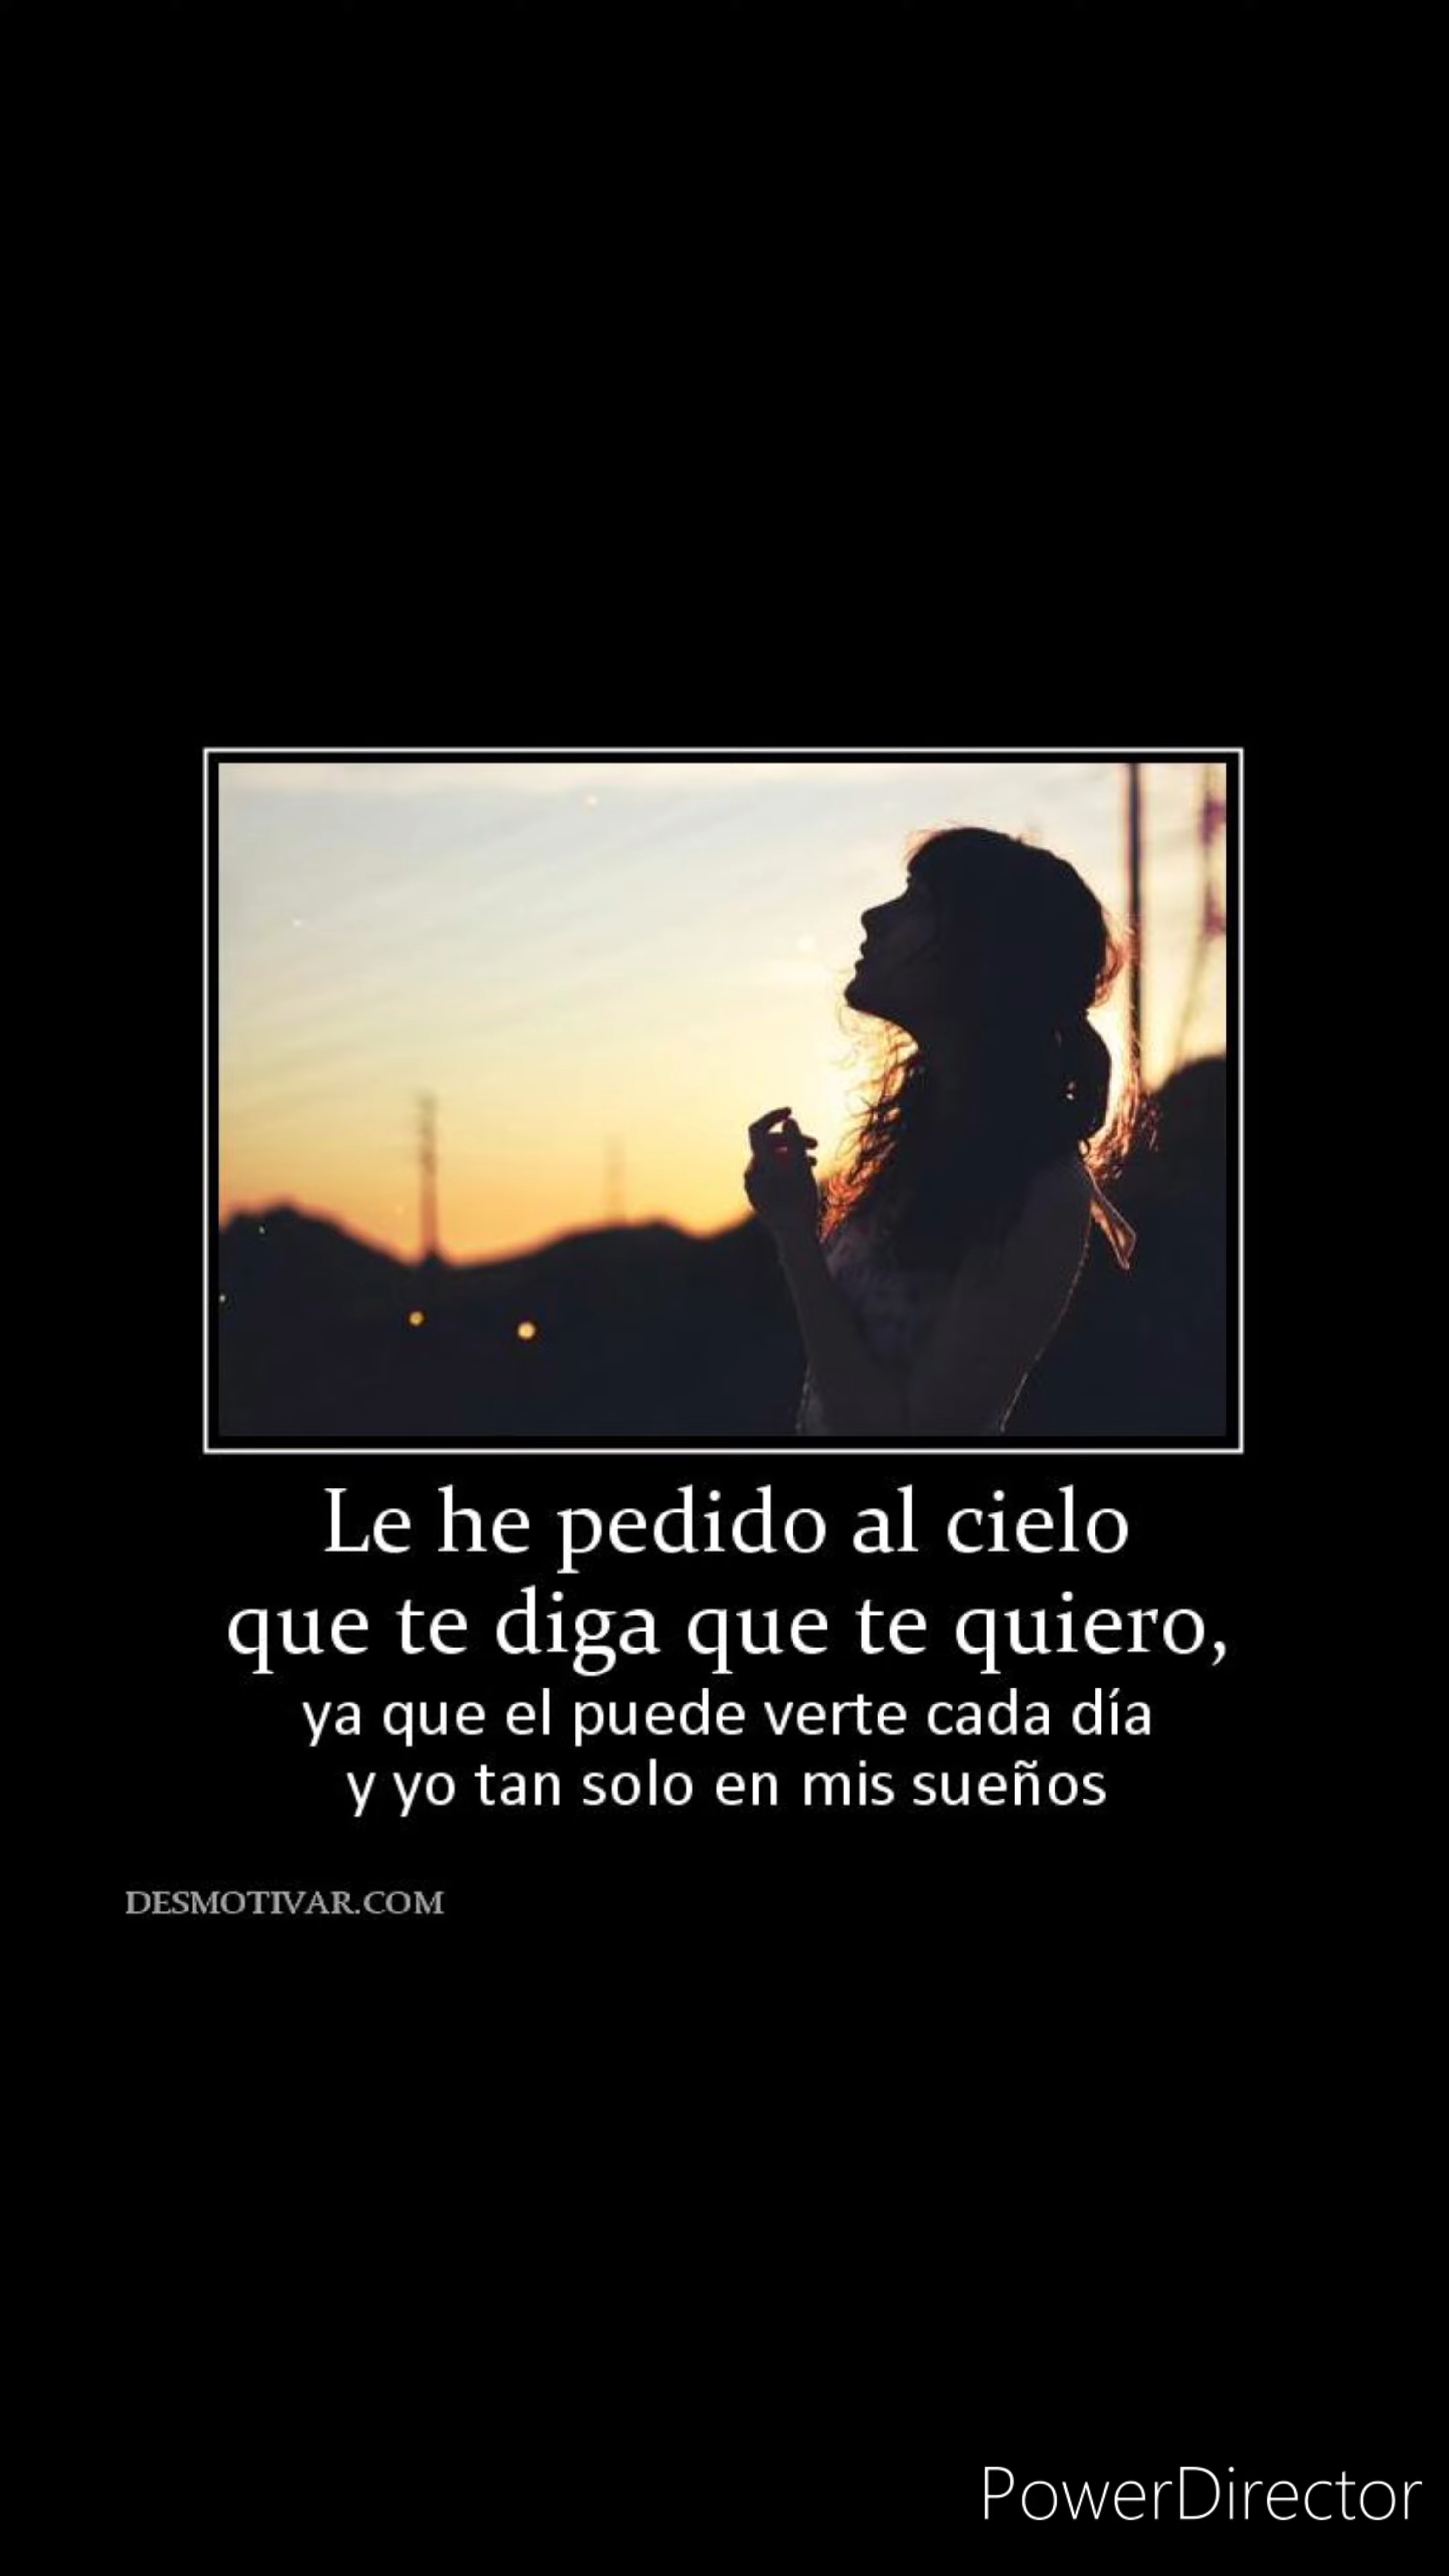 Le he pedido al cielo
que te diga que te quiero,
ya que el puede verte cada día
y yo tan solo en mis sueños
DESMOTIVAR.COM
PowerDirector